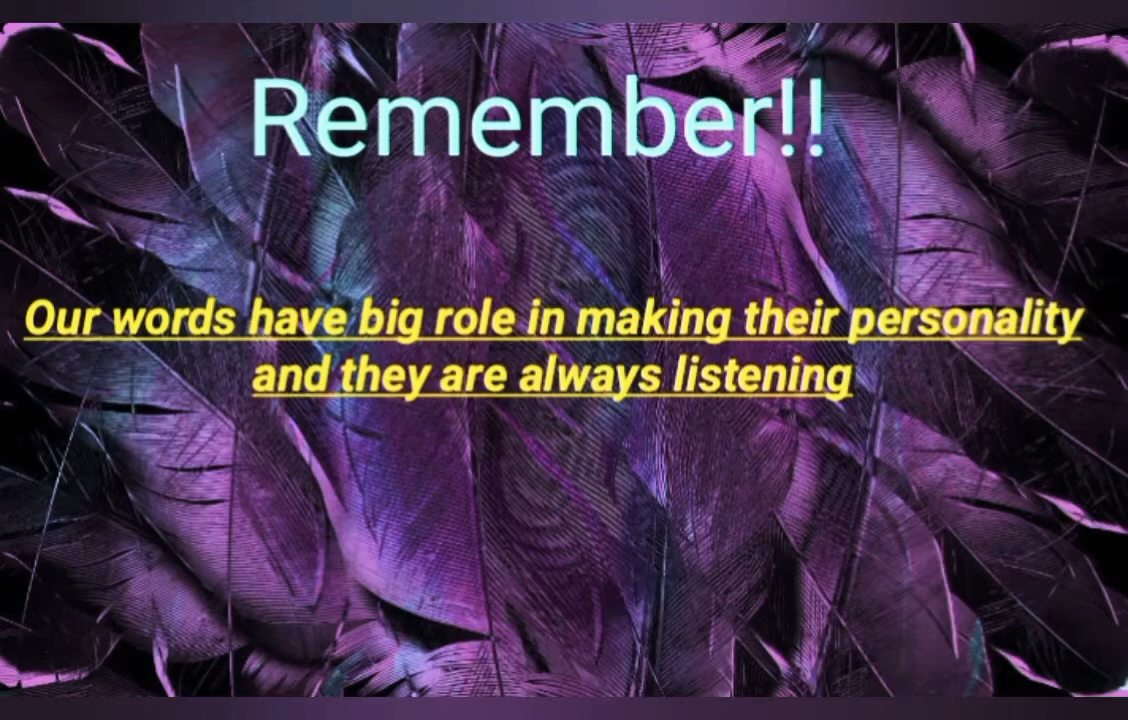 Remember!!
Our words have big role in making their personality
and they are always listening